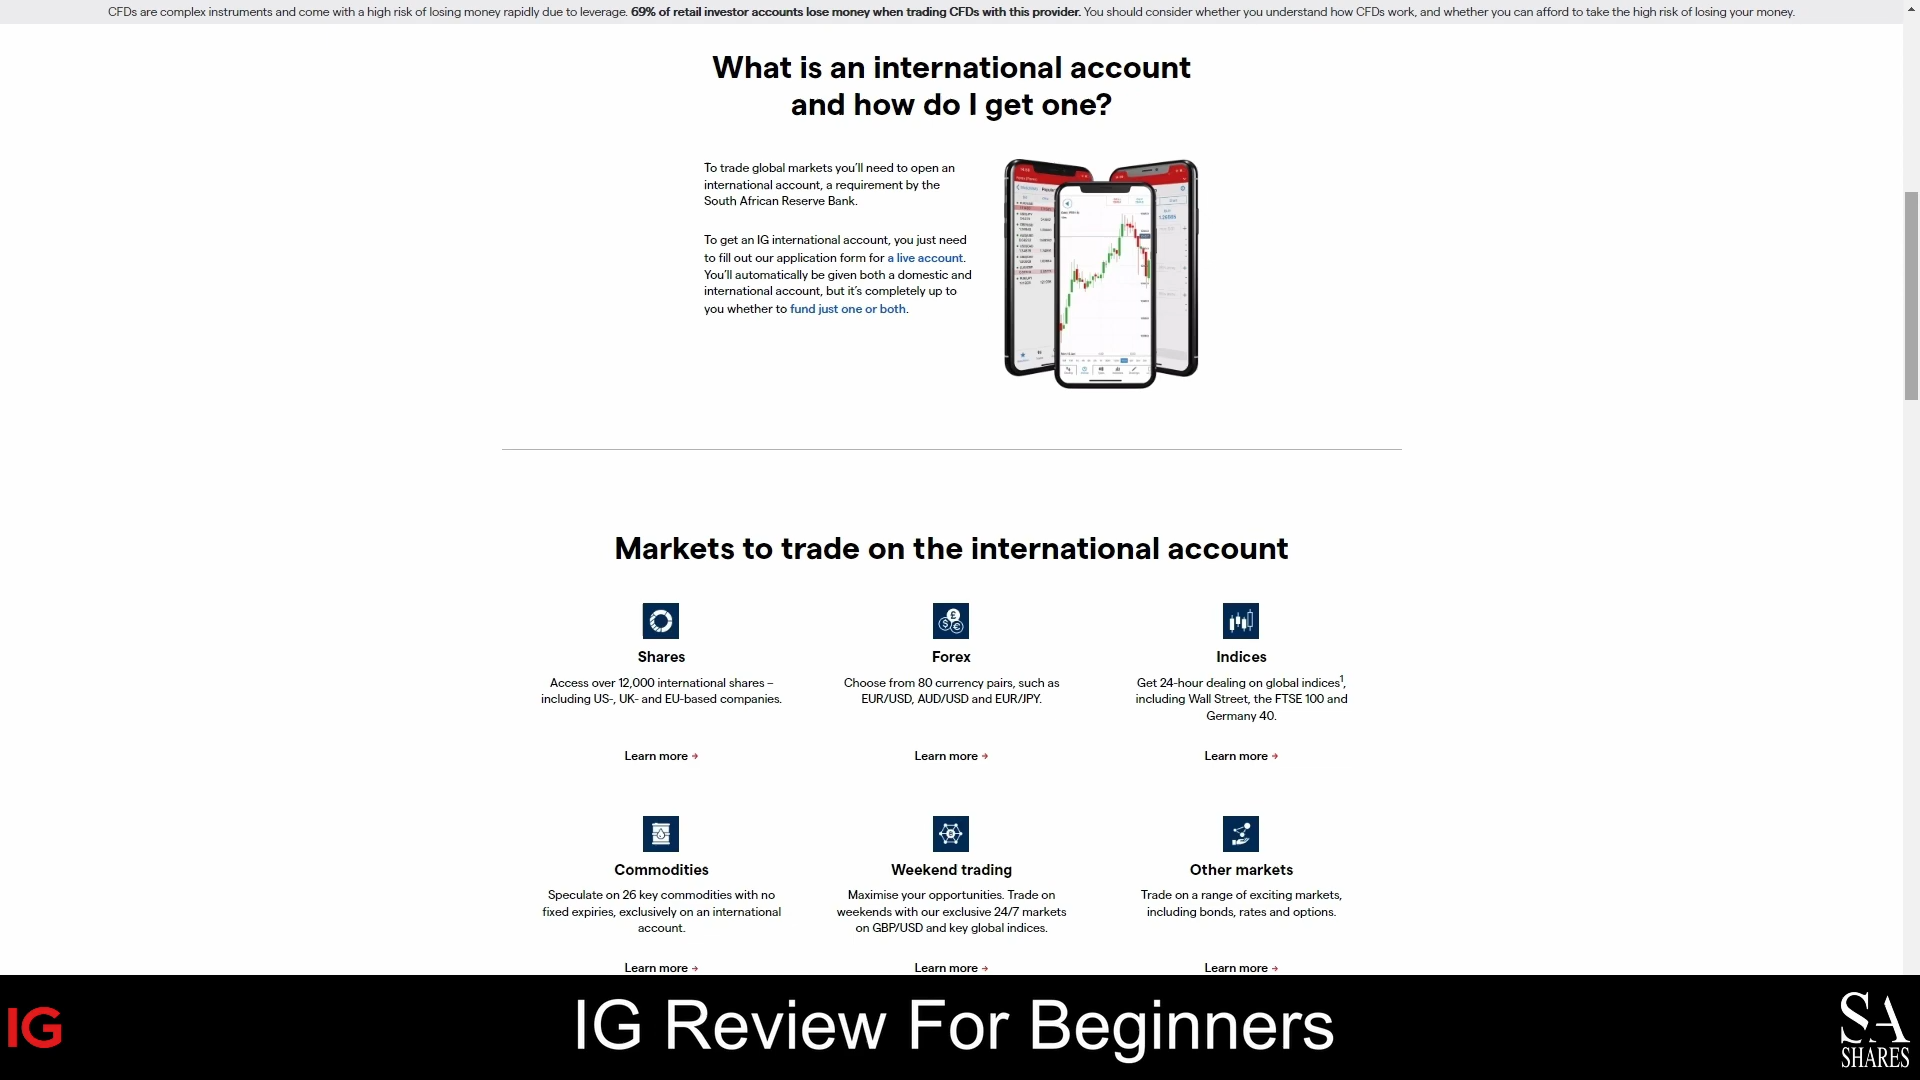 CFDs are complex instruments and come with a high risk of losing money rapidly due to leverage. 69% of retail investor accounts lose money when trading CFDs with this provider. You should consider whether you understand how CFDs work, and whether you can afford to take the high risk of losing your money.
What is an international account
and how do I get one?
To trade global markets you'll need to open an
international account, a requirement by the
South African Reserve Bank.
To get an IG international account, you just need
to fill out our application form for a live account.
You'll automatically be given both a domestic and
international account, but it's completely up to
you whether to fund just one or both.
Markets to trade on the international account
Shares
Access over 12,000 international shares –
including US-, UK- and EU-based companies.
Learn more →
Forex
Choose from 80 currency pairs, such as
EUR/USD, AUD/USD and EUR/JPY.
Learn more →
Indices
Get 24-hour dealing on global indices¹,
including Wall Street, the FTSE 100 and
Germany 40.
Learn more →
Commodities
Speculate on 26 key commodities with no
fixed expiries, exclusively on an international
account.
Learn more →
Weekend trading
Maximise your opportunities. Trade on
weekends with our exclusive 24/7 markets
on GBP/USD and key global indices.
Learn more →
Other markets
Trade on a range of exciting markets,
including bonds, rates and options.
Learn more →
IG
IG Review For Beginners
SA
SHARES